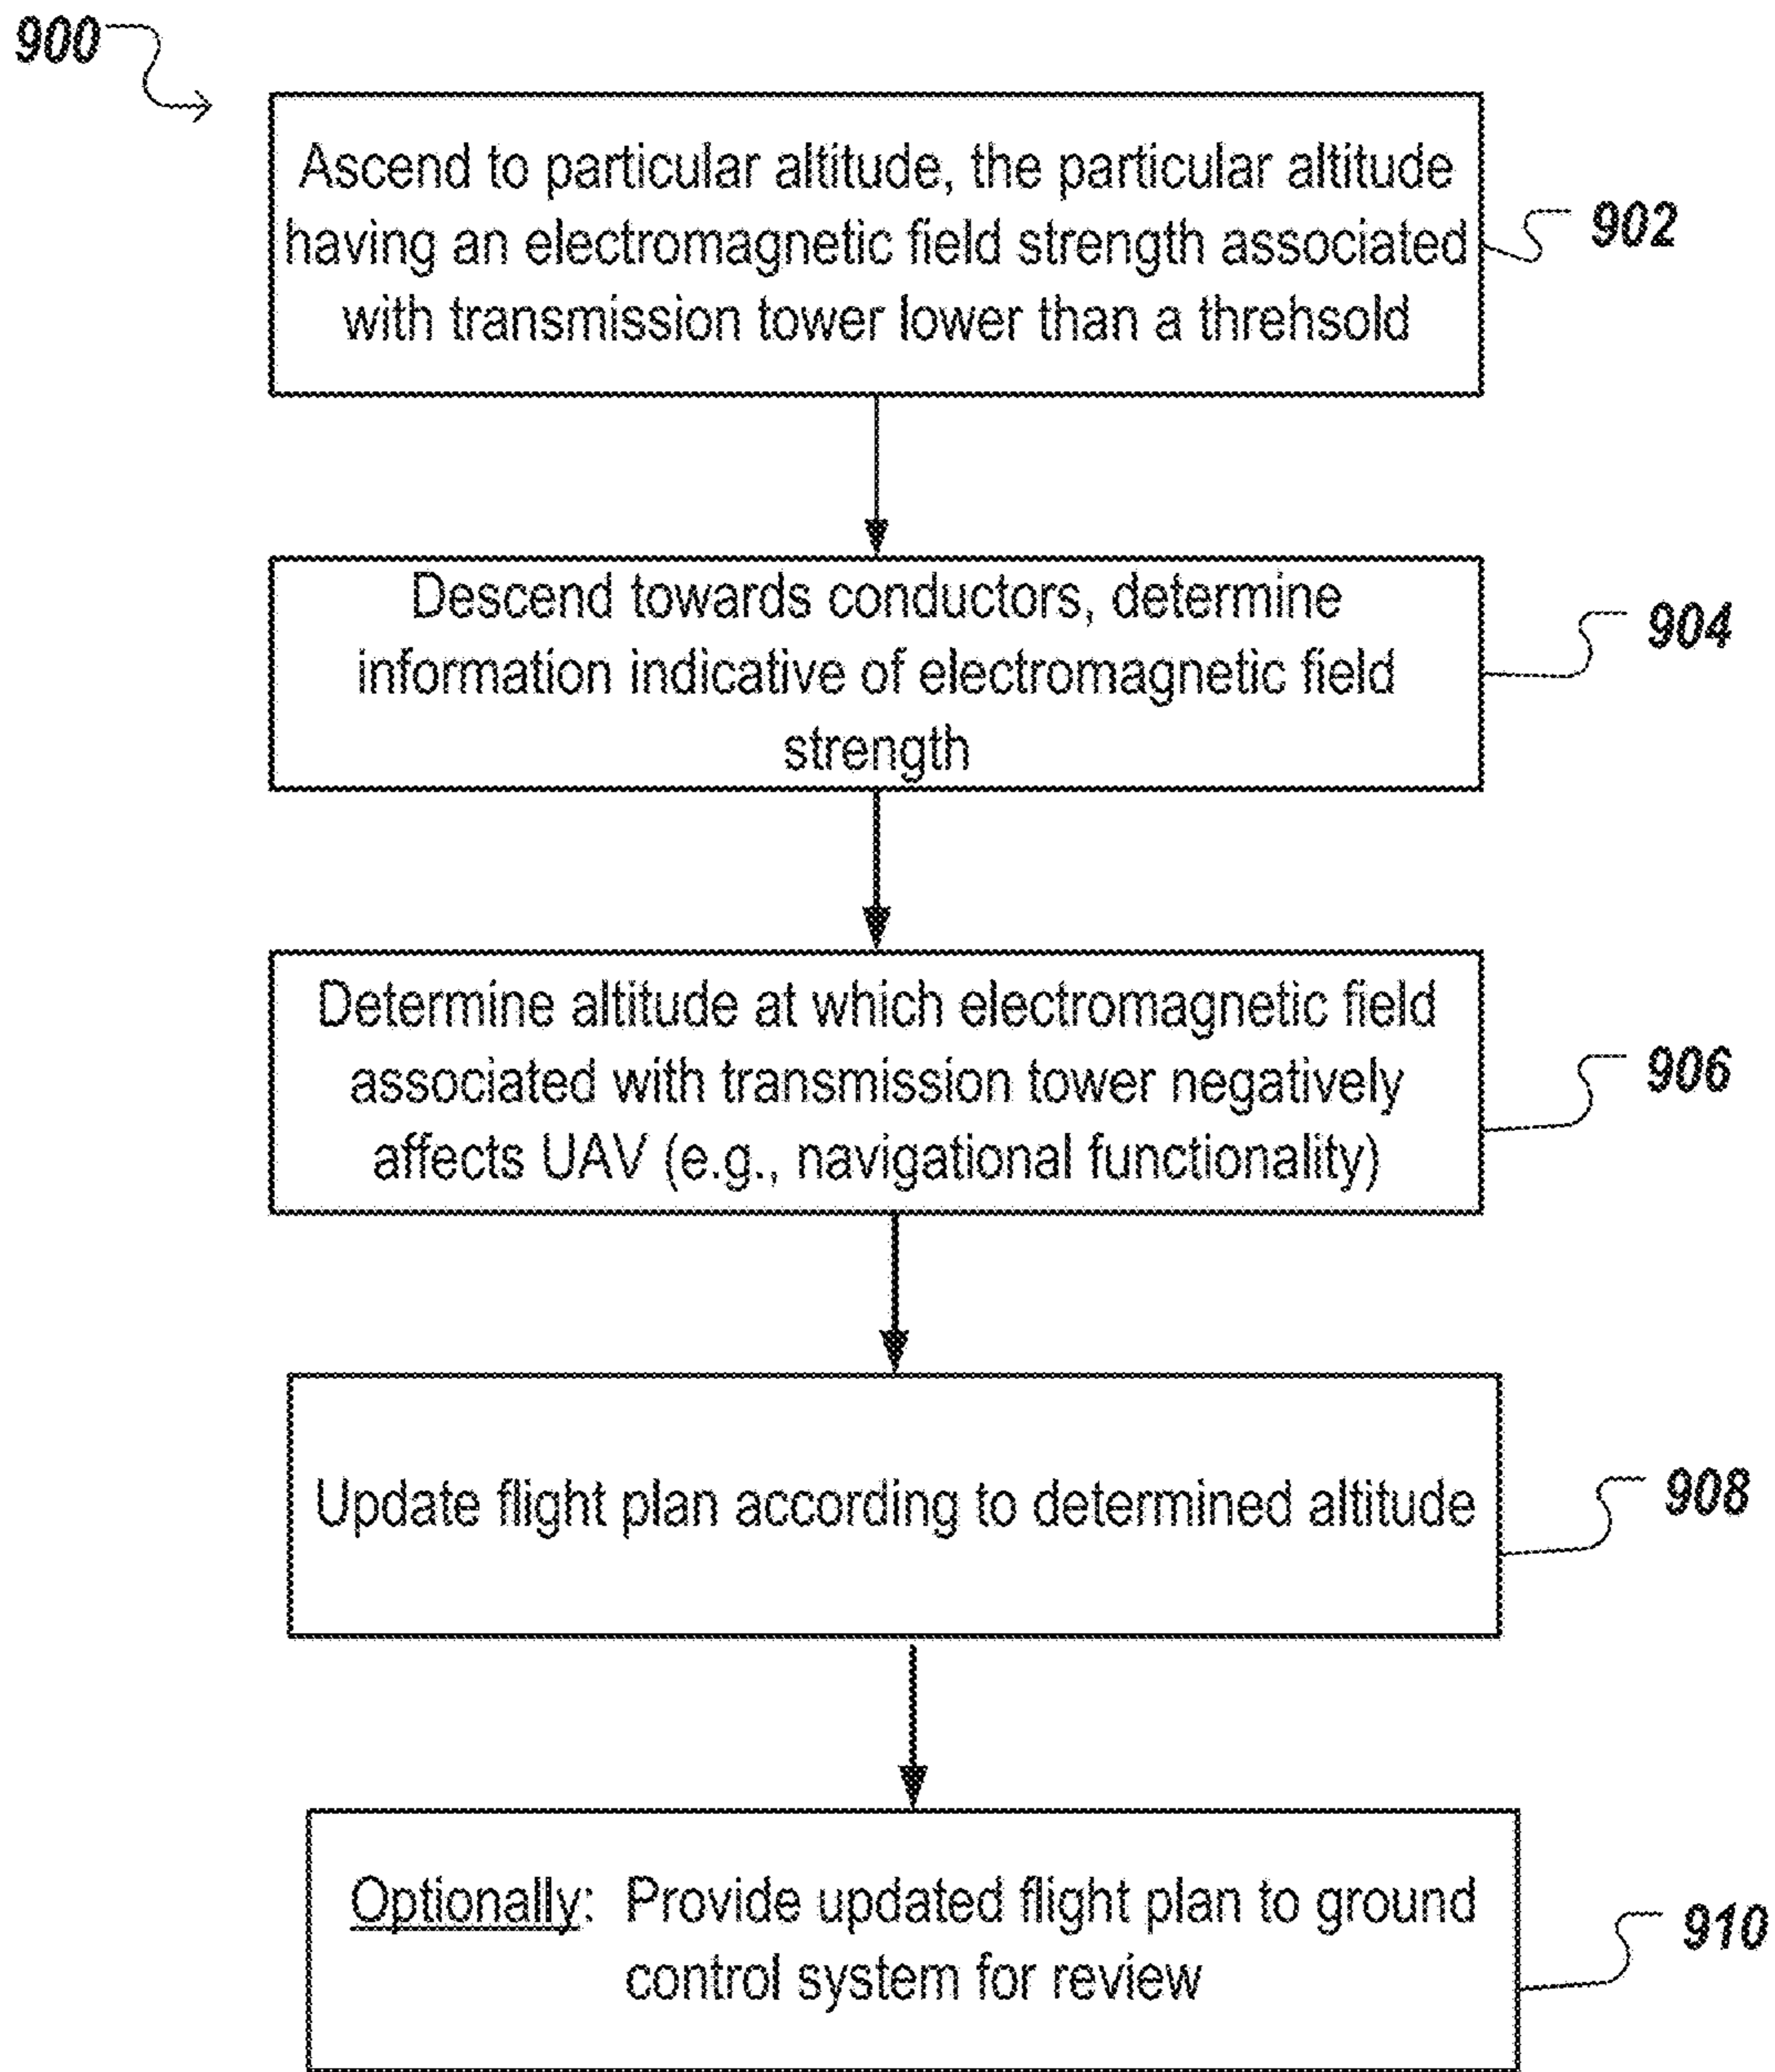 900
Ascend to particular altitude, the particular altitude
having an electromagnetic field strength associated
with transmission tower lower than a threhsold
902
Descend towards conductors, determine
information indicative of electromagnetic field
strength
904
Determine altitude at which electromagnetic field
associated with transmission tower negatively
affects UAV (e.g., navigational functionality)
906
Update flight plan according to determined altitude
908
Optionally: Provide updated flight plan to ground
control system for review
910